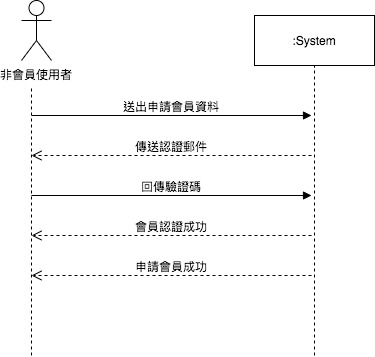 :System
非會員使用者
送出申請會員資料
傳送認證郵件
回傳驗證碼
會員認證成功
申請會員成功